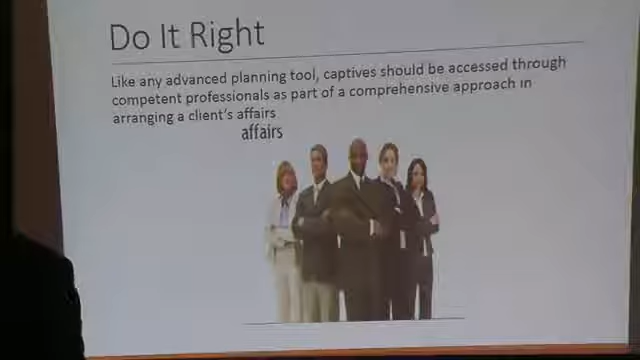 Do It Right
Like any advanced planning tool, captives should be accessed through
competent professionals as part of a comprehensive approach in
arranging a client's affairs
affairs